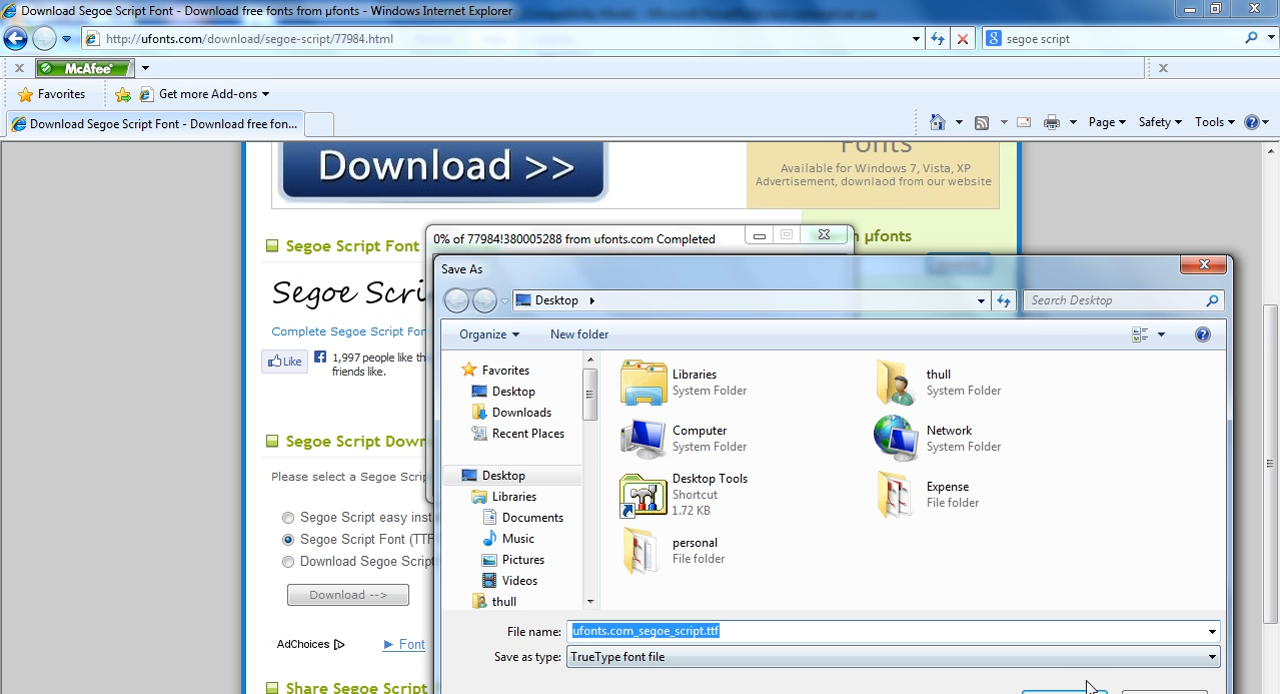 Download Segoe Script Font - Download free fonts from µfonts - Windows Internet Explorer
http://ufonts.com/download/segoe-script/77984.html
segoe script
McAfee
Favorites
Get more Add-ons
Download Segoe Script Font - Download free fon...
Page
Safety
Tools
Download >>
Fonts
Available for Windows 7, Vista, XP
Advertisement, downlaod from our website
Segoe Script Font
µfonts
0% of 77984!380005288 from ufonts.com Completed
Save As
Segoe Scri
Desktop
Search Desktop
Complete Segoe Script Fon
Organize
New folder
Like
1,997 people like th
friends like.
Favorites
Desktop
Downloads
Recent Places
Desktop
Libraries
Documents
Music
Pictures
Videos
thull
Libraries
System Folder
thull
System Folder
Computer
System Folder
Network
System Folder
Desktop Tools
Shortcut
1.72 KB
Expense
File folder
personal
File folder
Segoe Script Down
Please select a Segoe Scrip
Segoe Script easy inst
Segoe Script Font (TTF
Download Segoe Script
Download -->
File name:
ufonts.com_segoe_script.ttf
Save as type:
TrueType font file
AdChoices
► Font
Share Segoe Script